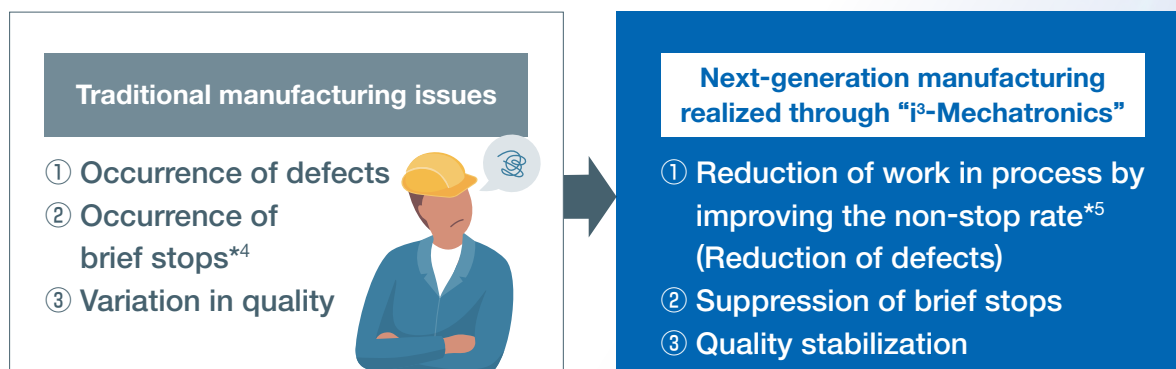 Traditional manufacturing issues
① Occurrence of defects
② Occurrence of
brief stops*4
③ Variation in quality
Next-generation manufacturing
realized through “i³-Mechatronics”
① Reduction of work in process by
improving the non-stop rate*5
(Reduction of defects)
② Suppression of brief stops
③ Quality stabilization